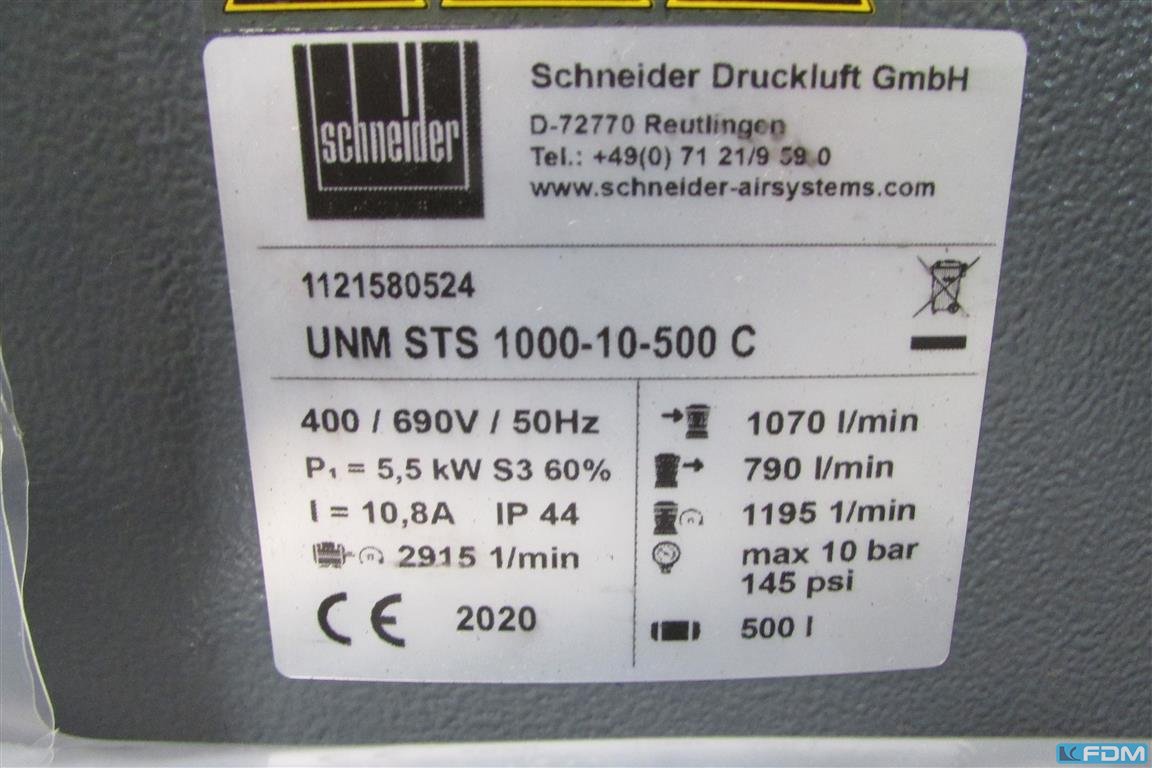 schneider
Schneider Druckluft GmbH
D-72770 Reutlingen
Tel.: +49(0) 71 21/9 59 0
www.schneider-airsystems.com
1121580524
UNM STS 1000-10-500 C
400 / 690V / 50Hz
P₁ = 5,5 kW S3 60%
I = 10,8A IP 44
n 2915 1/min
CE 2020
1070 l/min
790 l/min
n 1195 1/min
max 10 bar
145 psi
500 l
FDM